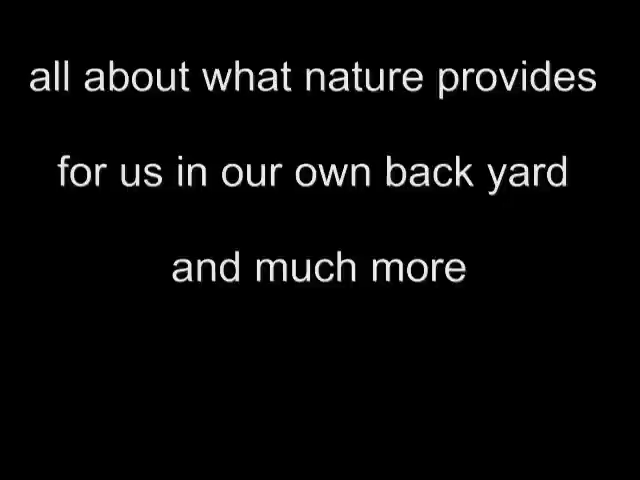 all about what nature provides
for us in our own back yard
and much more